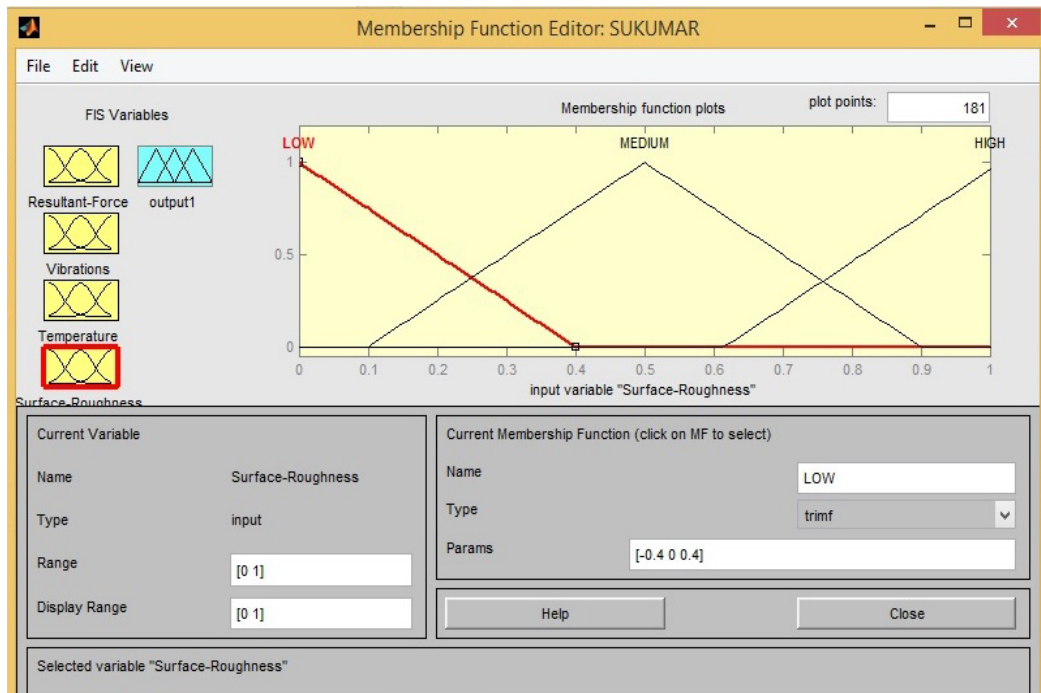 Membership Function Editor: SUKUMAR
File Edit View
FIS Variables
Resultant-Force
output1
Vibrations
Temperature
Surface-Roughness
Membership function plots
plot points:
181
LOW
MEDIUM
HIGH
1
0.5
0
0 0.1 0.2 0.3 0.4 0.5 0.6 0.7 0.8 0.9 1
input variable "Surface-Roughness"
Current Variable
Name Surface-Roughness
Type input
Range [0 1]
Display Range [0 1]
Current Membership Function (click on MF to select)
Name LOW
Type trimf
Params [-0.4 0 0.4]
Help Close
Selected variable "Surface-Roughness"